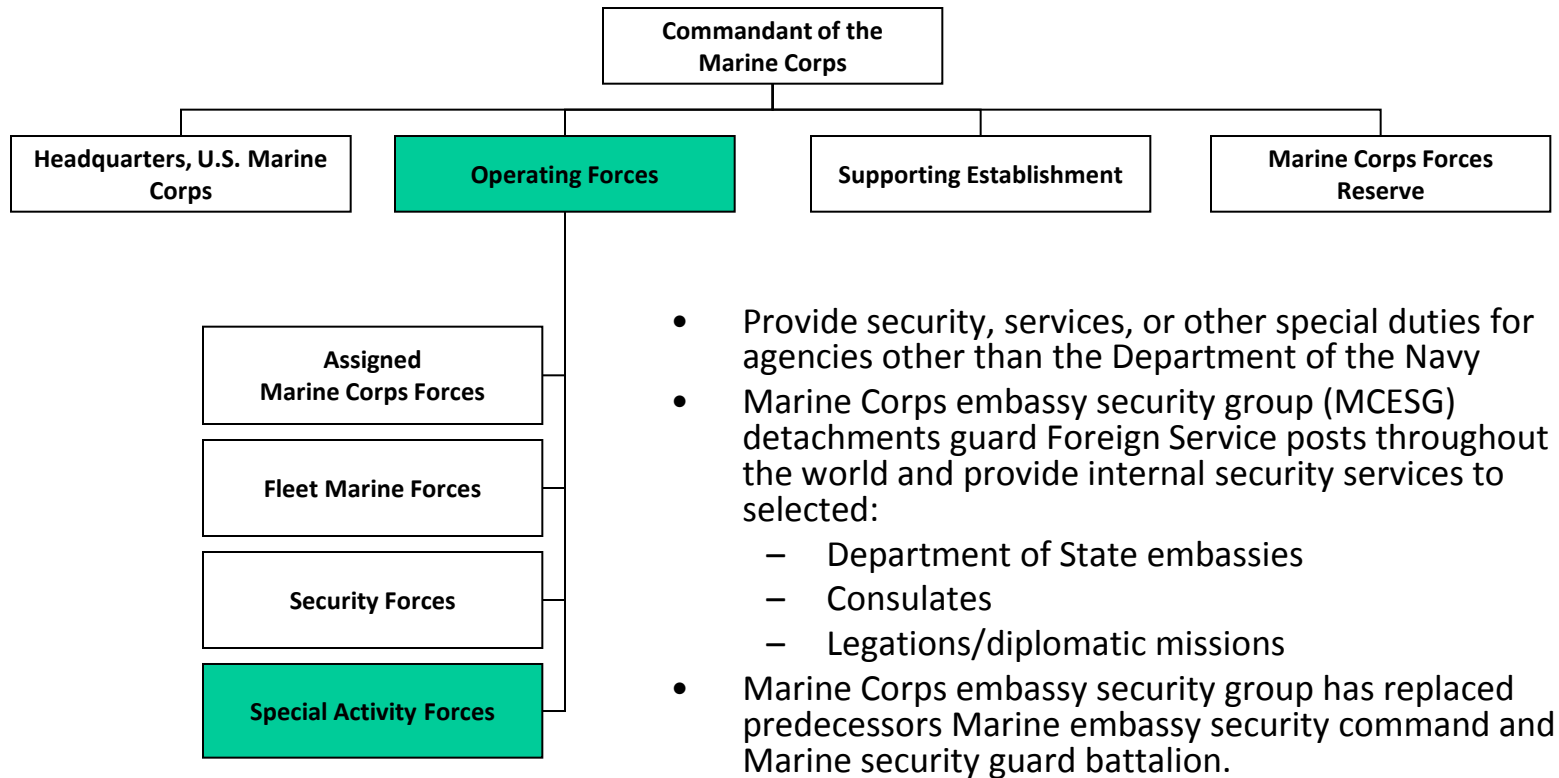 Commandant of the
Marine Corps
Headquarters, U.S. Marine
Corps
Operating Forces
Supporting Establishment
Marine Corps Forces
Reserve
Assigned
Marine Corps Forces
Fleet Marine Forces
Security Forces
Special Activity Forces
• Provide security, services, or other special duties for
agencies other than the Department of the Navy
• Marine Corps embassy security group (MCESG)
detachments guard Foreign Service posts throughout
the world and provide internal security services to
selected:
– Department of State embassies
– Consulates
– Legations/diplomatic missions
• Marine Corps embassy security group has replaced
predecessors Marine embassy security command and
Marine security guard battalion.